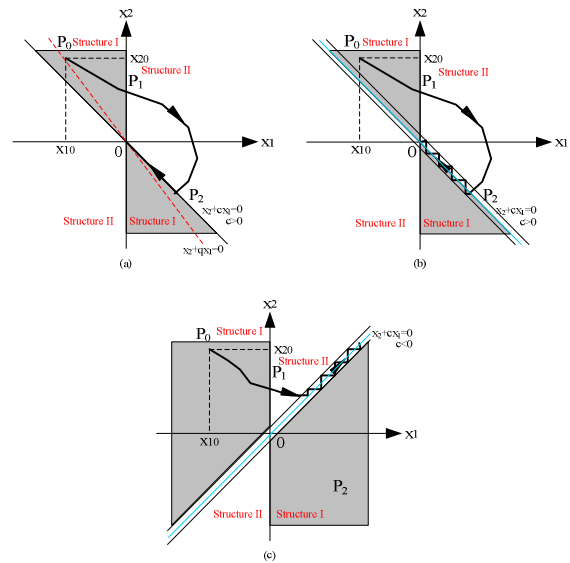 X2
P0 Structure I
X20
Structure II
P1
X10
0
X1
P2
x2+cx1=0
c>0
Structure II Structure I
x2+qx1=0
(a)
X2
P0 Structure I
X20
Structure II
P1
X10
0
X1
P2
x2+cx1=0
c>0
Structure II Structure I
(b)
X2
P0 Structure I
X20
x2+cx1=0
c<0
Structure II
P1
X10
0
X1
P2
Structure II Structure I
(c)